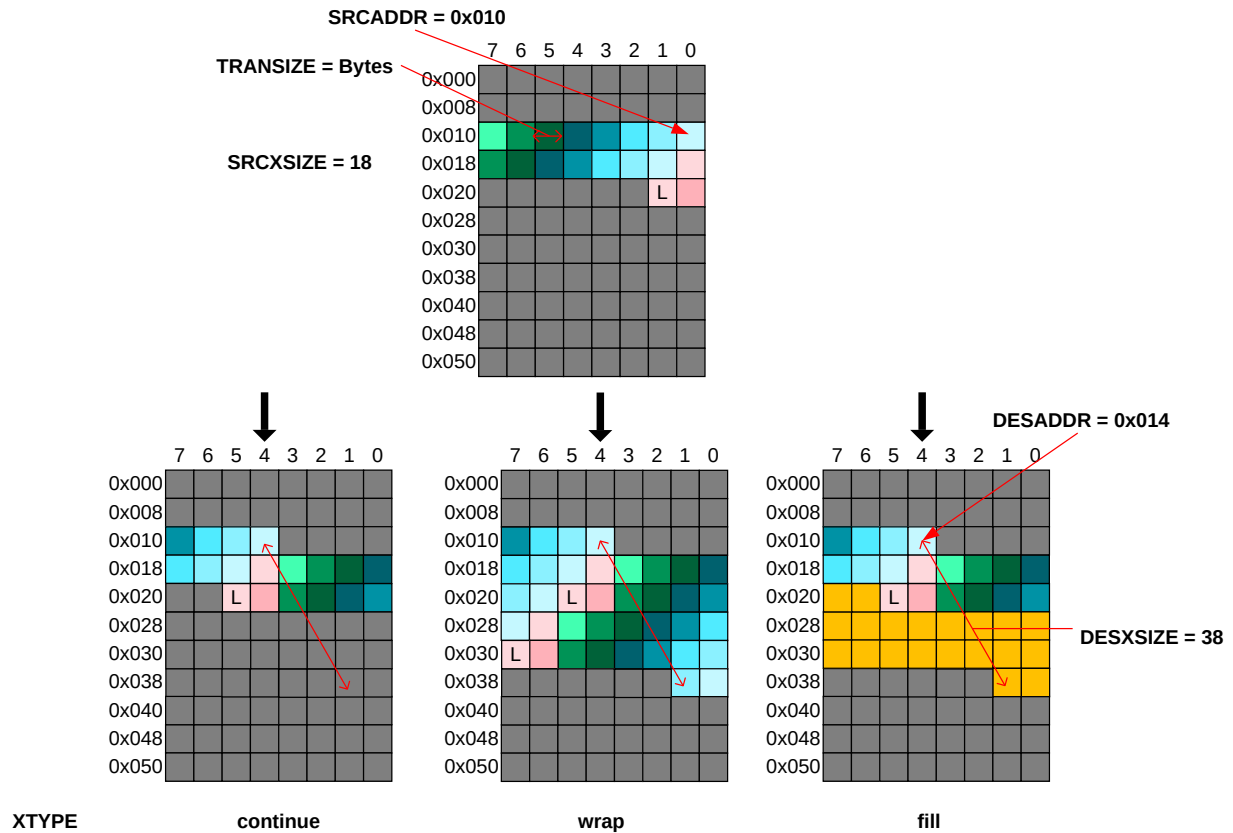 SRCADDR = 0x010
7 6 5 4 3 2 1 0
TRANSIZE = Bytes
0x000
0x008
0x010
SRCXSIZE = 18
0x018
0x020 L
0x028
0x030
0x038
0x040
0x048
0x050
DESADDR = 0x014
7 6 5 4 3 2 1 0
0x000
0x008
0x010
0x018
0x020 L
0x028
0x030
0x038
0x040
0x048
0x050
7 6 5 4 3 2 1 0
0x000
0x008
0x010
0x018
0x020 L
0x028
0x030 L
0x038
0x040
0x048
0x050
7 6 5 4 3 2 1 0
0x000
0x008
0x010
0x018
0x020 L
0x028
0x030
0x038
0x040
0x048
0x050
DESXSIZE = 38
XTYPE continue wrap fill